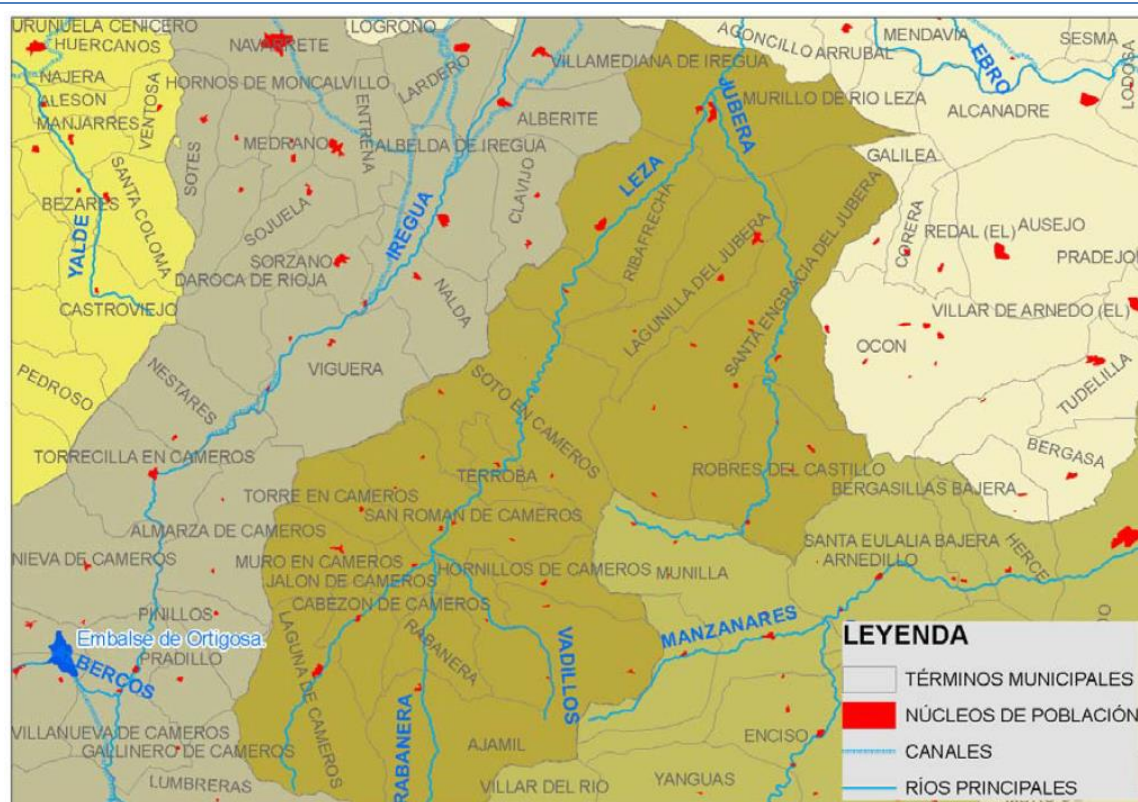 URUÑUELA CENICERO
HUERCANOS
NAJERA
ALESON
MANJARRES
VENTOSA
BEZARES
SANTA COLOMA
YALDE
CASTROVIEJO
PEDROSO
NAVARRETE
LOGROÑO
HORNOS DE MONCALVILLO
LARDERO
VILLAMEDIANA DE IREGUA
ENTRENA
SOTES
MEDRANO
ALBERITE
ALBELDA DE IREGUA
CLAVIJO
SOJUELA
IREGUA
SORZANO
DAROCA DE RIOJA
NALDA
VIGUERA
NESTARES
TORRECILLA EN CAMEROS
ALMARZA DE CAMEROS
NIEVA DE CAMEROS
PINILLOS
Embalse de Ortigosa
PRADILLO
BERCOS
VILLANUEVA DE CAMEROS
GALLINERO DE CAMEROS
LUMBRERAS
AGONCILLO
ARRUBAL
MENDAVIA
SESMA
EBRO
LODOSA
JUBERA
MURILLO DE RIO LEZA
ALCANADRE
LEZA
RIBAFRECHA
GALILEA
CORERA
REDAL (EL)
AUSEJO
PRADEJO
LAGUNILLA DEL JUBERA
SANTA ENGRACIA DEL JUBERA
VILLAR DE ARNEDO (EL)
OCON
TUDELILLA
BERGASA
SOTO EN CAMEROS
TERROBA
ROBRES DEL CASTILLO
BERGASILLAS BAJERA
TORRE EN CAMEROS
SAN ROMAN DE CAMEROS
MURO EN CAMEROS
JALON DE CAMEROS
HORNILLOS DE CAMEROS
CABEZON DE CAMEROS
LAGUNA DE CAMEROS
RABANERA
VADILLOS
RABANERA
AJAMIL
MUNILLA
MANZANARES
SANTA EULALIA BAJERA
ARNEDILLO
HERCE
ENCISO
VILLAR DEL RIO
YANGUAS
LEYENDA
TÉRMINOS MUNICIPALES
NÚCLEOS DE POBLACIÓN
CANALES
RÍOS PRINCIPALES